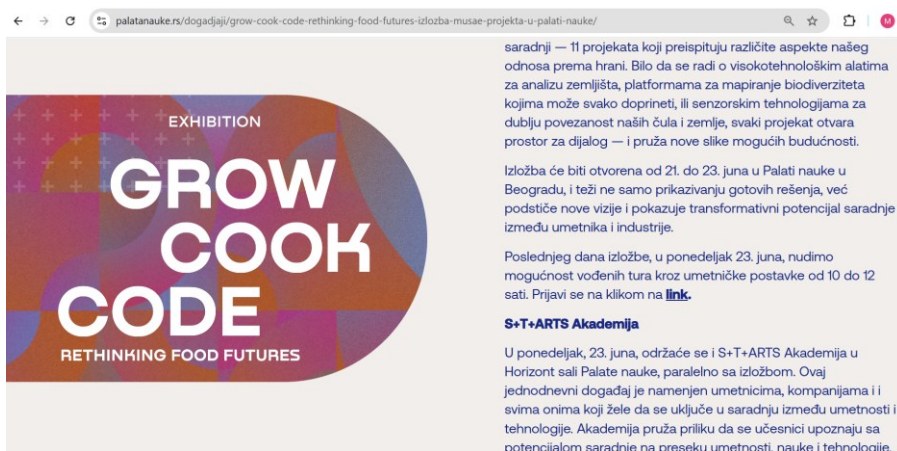 palatanauke.rs/dogadjaji/grow-cook-code-rethinking-food-futures-izlozba-musae-projekta-u-palati-nauke/
M
EXHIBITION
GROW
COOK
CODE
RETHINKING FOOD FUTURES
saradnji — 11 projekata koji preispituju različite aspekte našeg
odnosa prema hrani. Bilo da se radi o visokotehnološkim alatima
za analizu zemljišta, platformama za mapiranje biodiverziteta
kojima može svako doprineti, ili senzorskim tehnologijama za
dublju povezanost naših čula i zemlje, svaki projekat otvara
prostor za dijalog — i pruža nove slike mogućih budućnosti.
Izložba će biti otvorena od 21. do 23. juna u Palati nauke u
Beogradu, i teži ne samo prikazivanju gotovih rešenja, već
podstiče nove vizije i pokazuje transformativni potencijal saradnje
između umetnika i industrije.
Poslednjeg dana izložbe, u ponedeljak 23. juna, nudimo
mogućnost vođenih tura kroz umetničke postavke od 10 do 12
sati. Prijavi se na klikom na link.
S+T+ARTS Akademija
U ponedeljak, 23. juna, održaće se i S+T+ARTS Akademija u
Horizont sali Palate nauke, paralelno sa izložbom. Ovaj
jednodnevni događaj je namenjen umetnicima, kompanijama i i
svima onima koji žele da se uključe u saradnju između umetnosti i
tehnologije. Akademija pruža priliku da se učesnici upoznaju sa
potencijalom saradnje na preseku umetnosti, nauke i tehnologije.